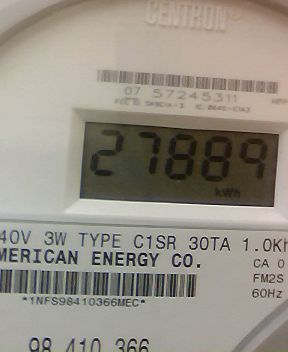 CENTRON®
07 57245311
27889
kWh
40V 3W TYPE C1SR 30TA 1.0Kh
MERICAN ENERGY CO.
CA 0
FM2S
*1NFS98410366MEC*
60Hz
98 410 366